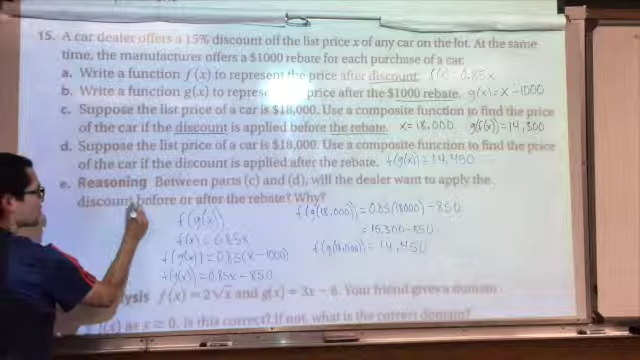 15. A car dealer offers a 15% discount off the list price x of any car on the lot. At the same
time, the manufacturer offers a $1000 rebate for each purchase of a car.
a. Write a function f(x) to represent the price after discount. f(x) = 0.85x
b. Write a function g(x) to represent price after the $1000 rebate. g(x) = x - 1000
c. Suppose the list price of a car is $18,000. Use a composite function to find the price
of the car if the discount is applied before the rebate. x = 18,000 g(f(x)) = 14,300
d. Suppose the list price of a car is $18,000. Use a composite function to find the price
of the car if the discount is applied after the rebate. f(g(x)) = 14,450
e. Reasoning Between parts (c) and (d), will the dealer want to apply the
discount before or after the rebate? Why?
f(g(x))
f(x) = 0.85x
f(g(x)) = 0.85(x - 1000)
f(g(x)) = 0.85x - 850
f(g(18,000)) = 0.85(18000) - 850
= 15,300 - 850
f(g(18,000)) = 14,450
ysis f(x) = 2√x and g(x) = 3x - 6. Your friend gives a domain
as x ≥ 0. Is this correct? If not, what is the correct domain?